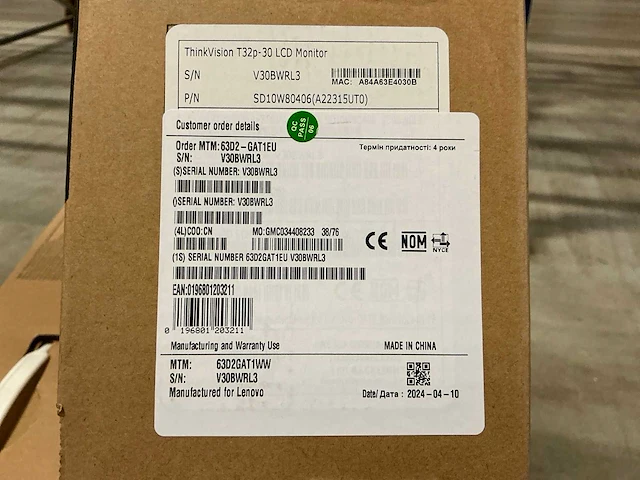 ThinkVision T32p-30 LCD Monitor
S/N V30BWRL3
MAC: A84A63E4030B
P/N SD10W80406(A22315UT0)
Customer order details
QC PASS 06
Order MTM:63D2-GAT1EU
Термін придатності: 4 роки
S/N: V30BWRL3
(S)SERIAL NUMBER: V30BWRL3
()SERIAL NUMBER: V30BWRL3
(4L)COO:CN MO:GMC034408233 38/76
CE NOM NYCE
(1S) SERIAL NUMBER 63D2GAT1EU V30BWRL3
EAN:0196801203211
0 196801 203211
Manufacturing and Warranty Use MADE IN CHINA
MTM: 63D2GAT1WW
S/N: V30BWRL3
Manufactured for Lenovo
Date/ Дата : 2024-04-10